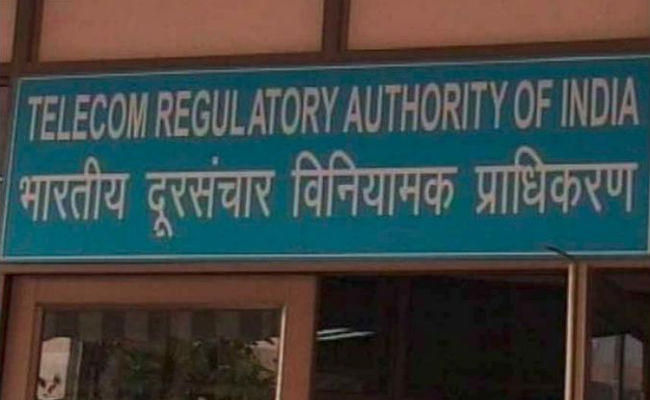 TELECOM REGULATORY AUTHORITY OF INDIA
भारतीय दूरसंचार विनियामक प्राधिकरण